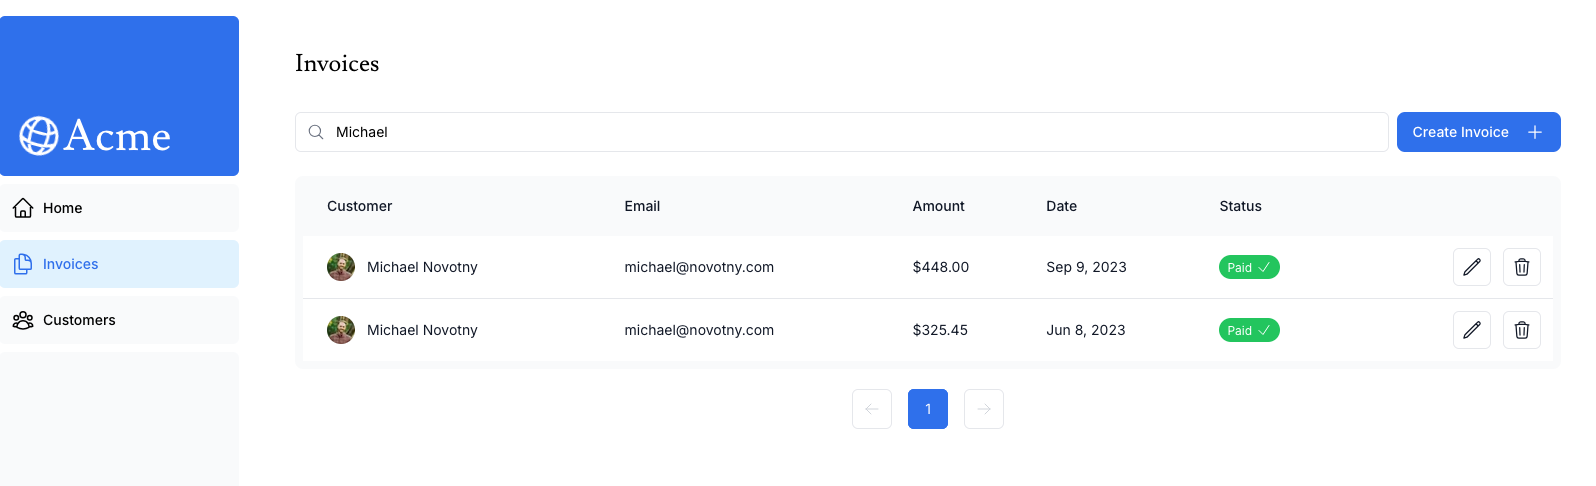 Acme
Home
Invoices
Customers
Invoices
Michael
Create Invoice
Customer Email Amount Date Status
Michael Novotny michael@novotny.com $448.00 Sep 9, 2023 Paid
Michael Novotny michael@novotny.com $325.45 Jun 8, 2023 Paid
1